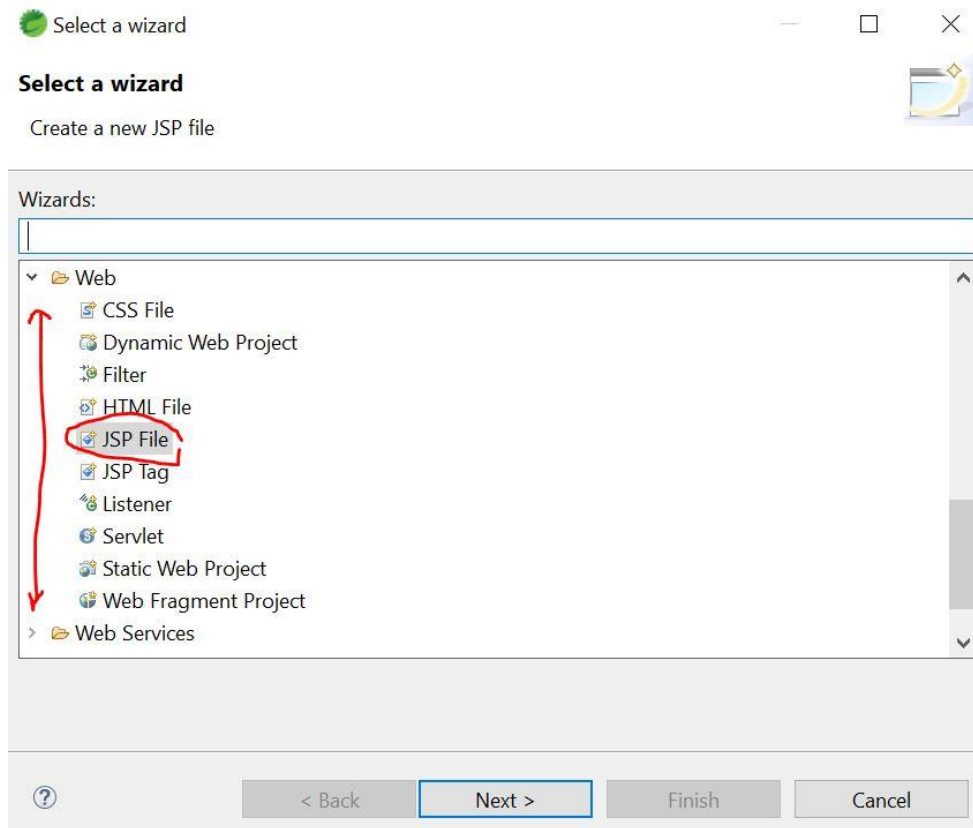 Select a wizard
Select a wizard
Create a new JSP file
Wizards:
Web
CSS File
Dynamic Web Project
Filter
HTML File
JSP File
JSP Tag
Listener
Servlet
Static Web Project
Web Fragment Project
Web Services
? < Back Next > Finish Cancel